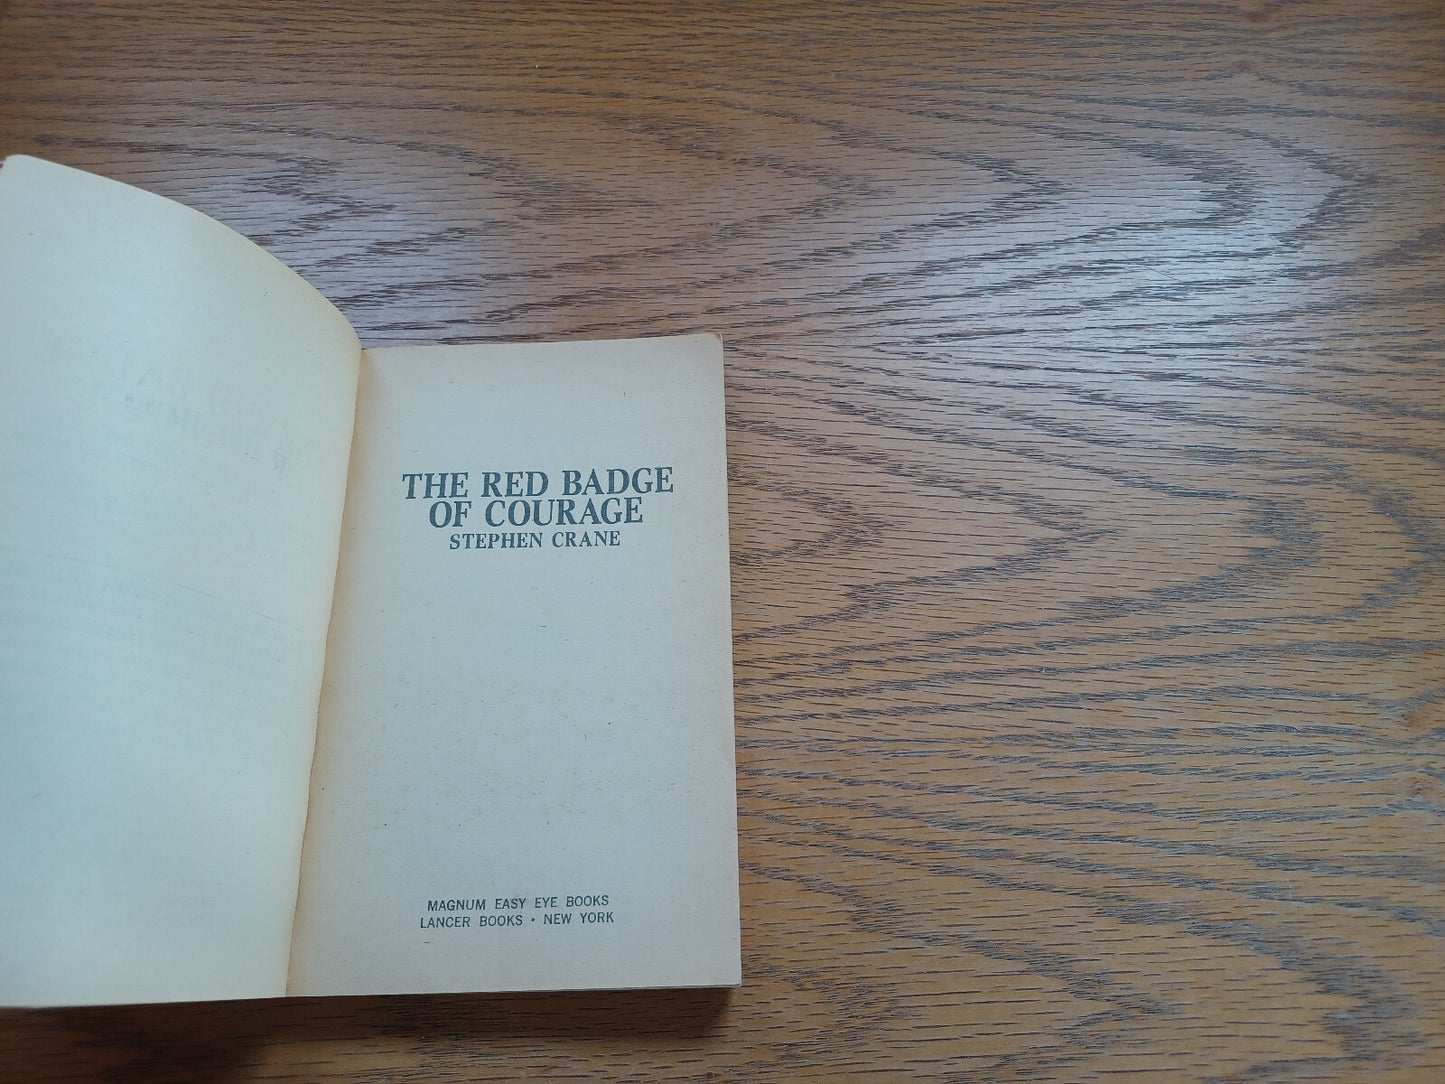 THE RED BADGE
OF COURAGE
STEPHEN CRANE
MAGNUM EASY EYE BOOKS
LANCER BOOKS • NEW YORK